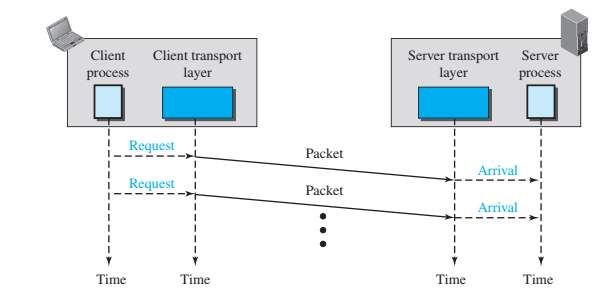 Client process
Client transport layer
Server transport layer
Server process
Request
Packet
Arrival
Request
Packet
Arrival
Time
Time
Time
Time